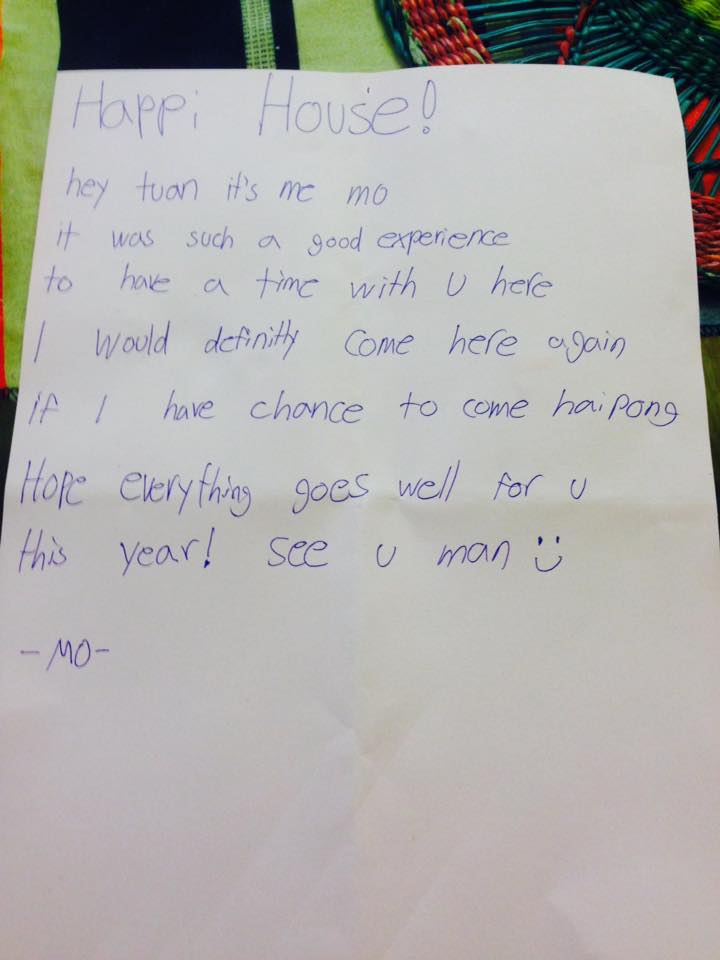 Happi House!
hey tuan it's me mo
it was such a good experience
to have a time with U here
I would definitly come here again
if I have chance to come haipong
Hope everything goes well for U
this year! see u man
-MO-